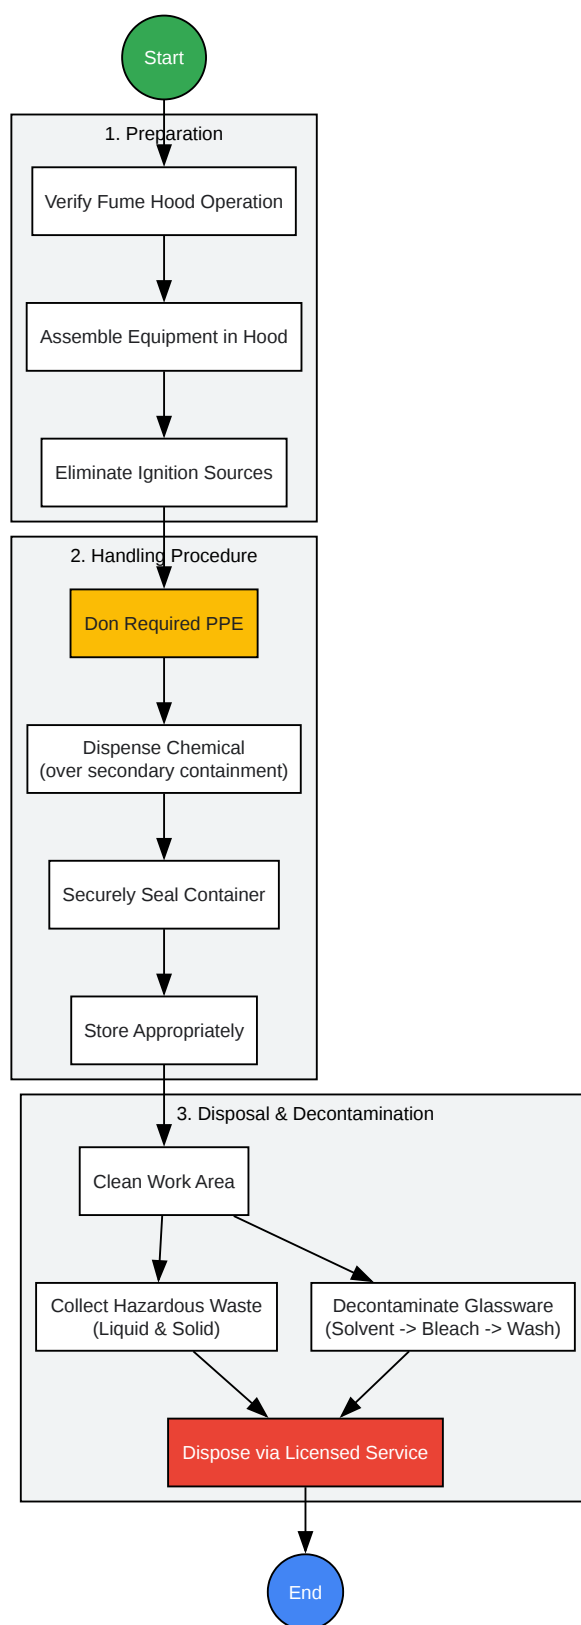 Start
1. Preparation
Verify Fume Hood Operation
Assemble Equipment in Hood
Eliminate Ignition Sources
2. Handling Procedure
Don Required PPE
Dispense Chemical
(over secondary containment)
Securely Seal Container
Store Appropriately
3. Disposal & Decontamination
Clean Work Area
Collect Hazardous Waste
(Liquid & Solid)
Decontaminate Glassware
(Solvent -> Bleach -> Wash)
Dispose via Licensed Service
End